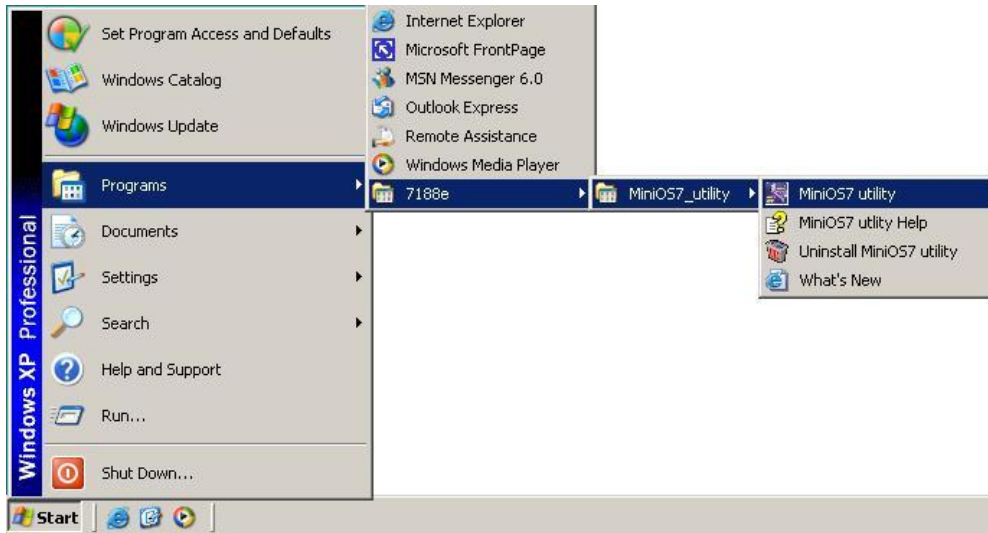 Set Program Access and Defaults
Windows Catalog
Windows Update
Programs
Documents
Settings
Search
Help and Support
Run...
Shut Down...
Windows XP Professional
Start
Internet Explorer
Microsoft FrontPage
MSN Messenger 6.0
Outlook Express
Remote Assistance
Windows Media Player
7188e
MiniOS7_utility
MiniOS7 utility
MiniOS7 utlity Help
Uninstall MiniOS7 utility
What's New